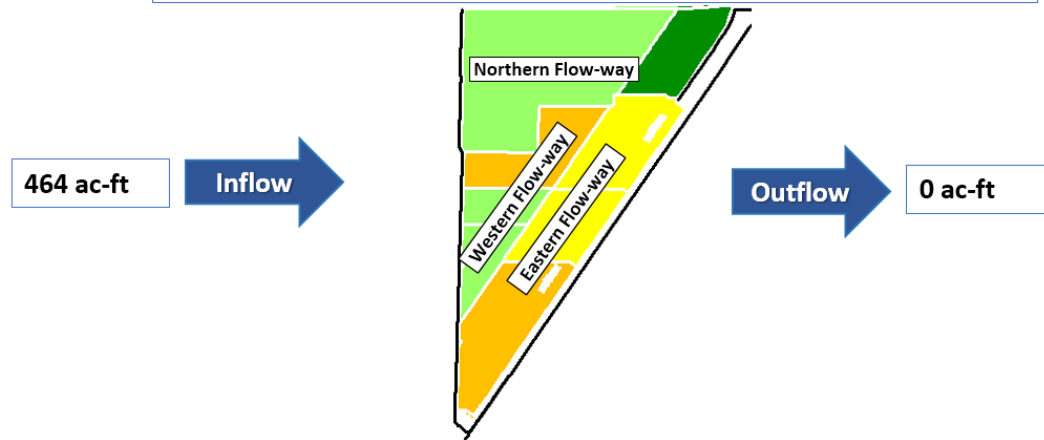 Northern Flow-way
464 ac-ft
Inflow
Western Flow-way
Eastern Flow-way
Outflow
0 ac-ft